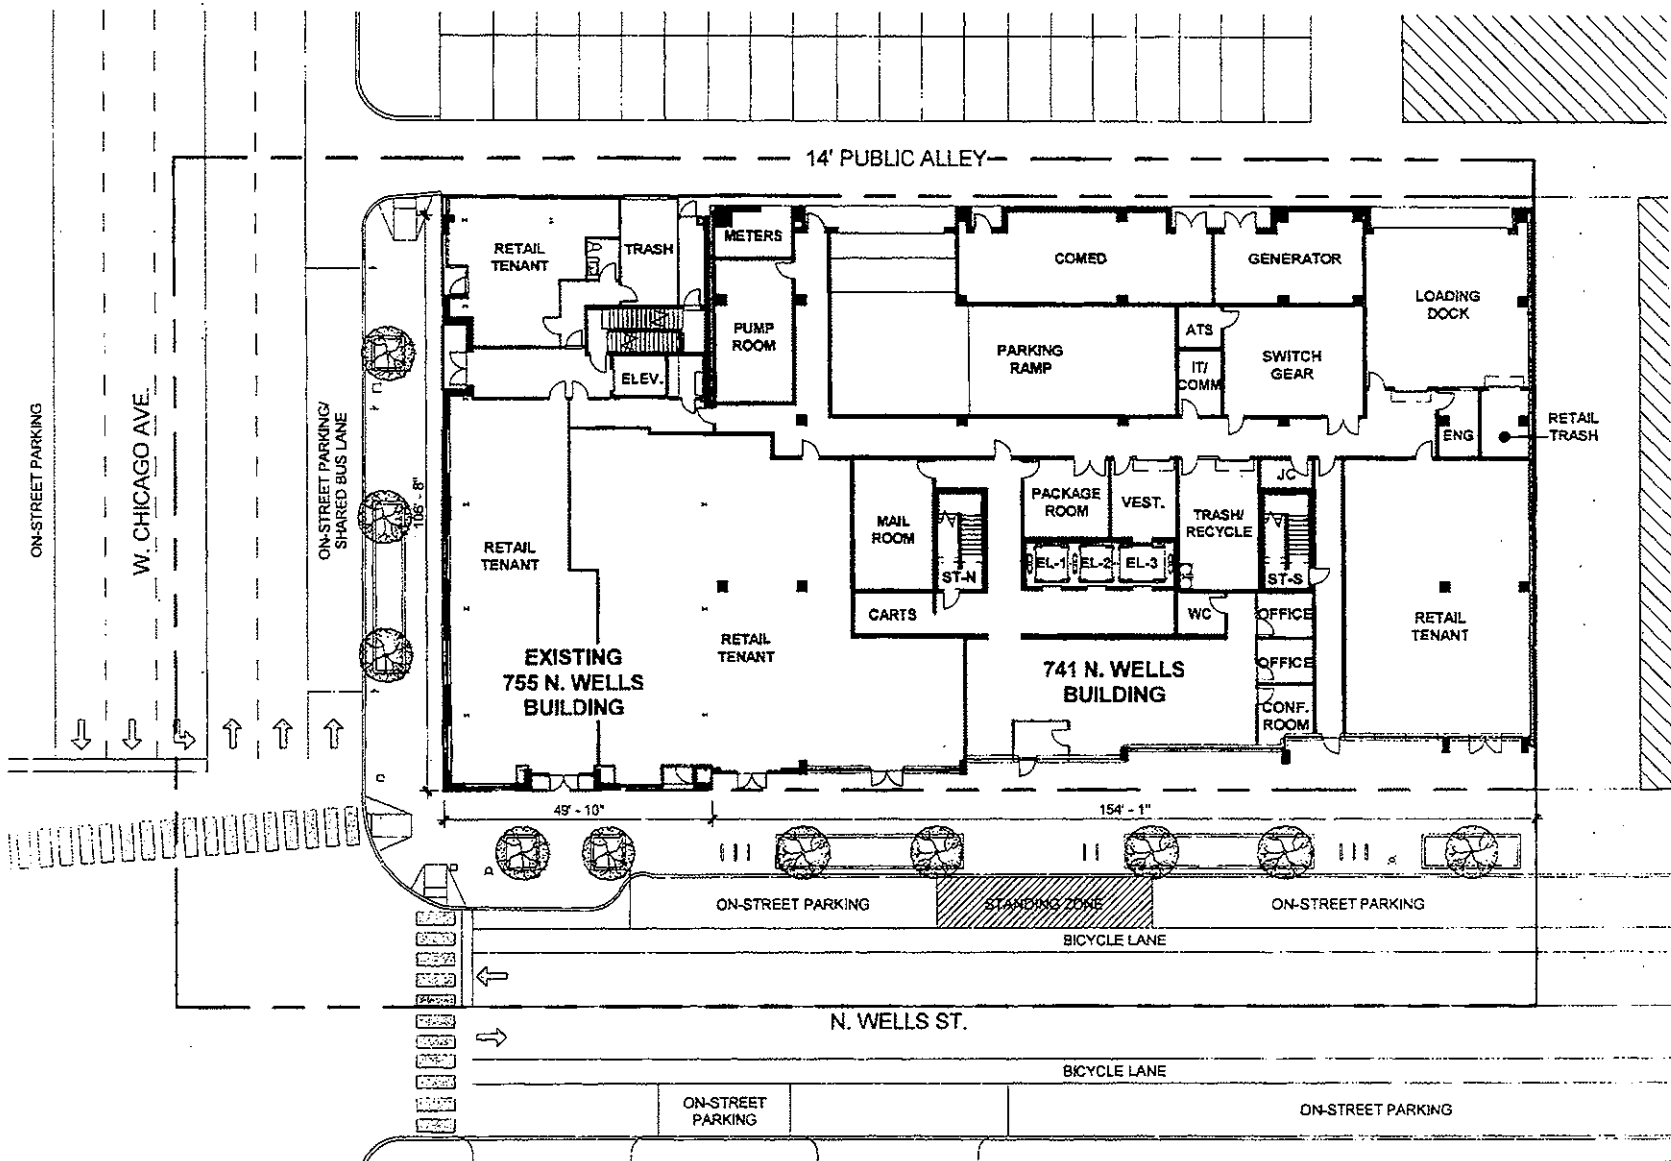 14' PUBLIC ALLEY
RETAIL
TENANT
TRASH
METERS
COMED
GENERATOR
LOADING
DOCK
PUMP
ROOM
PARKING
RAMP
ATS
IT/
COMM
SWITCH
GEAR
ELEV.
ENG
RETAIL
TRASH
ON-STREET PARKING
W. CHICAGO AVE.
ON-STREET PARKING/
SHARED BUS LANE
106' - 8"
RETAIL
TENANT
MAIL
ROOM
PACKAGE
ROOM
VEST.
TRASH/
RECYCLE
JC
ST-N
EL-1
EL-2
EL-3
ST-S
CARTS
WC
OFFICE
OFFICE
CONF.
ROOM
RETAIL
TENANT
RETAIL
TENANT
EXISTING
755 N. WELLS
BUILDING
741 N. WELLS
BUILDING
49' - 10"
154' - 1"
ON-STREET PARKING
STANDING ZONE
ON-STREET PARKING
BICYCLE LANE
N. WELLS ST.
BICYCLE LANE
ON-STREET
PARKING
ON-STREET PARKING